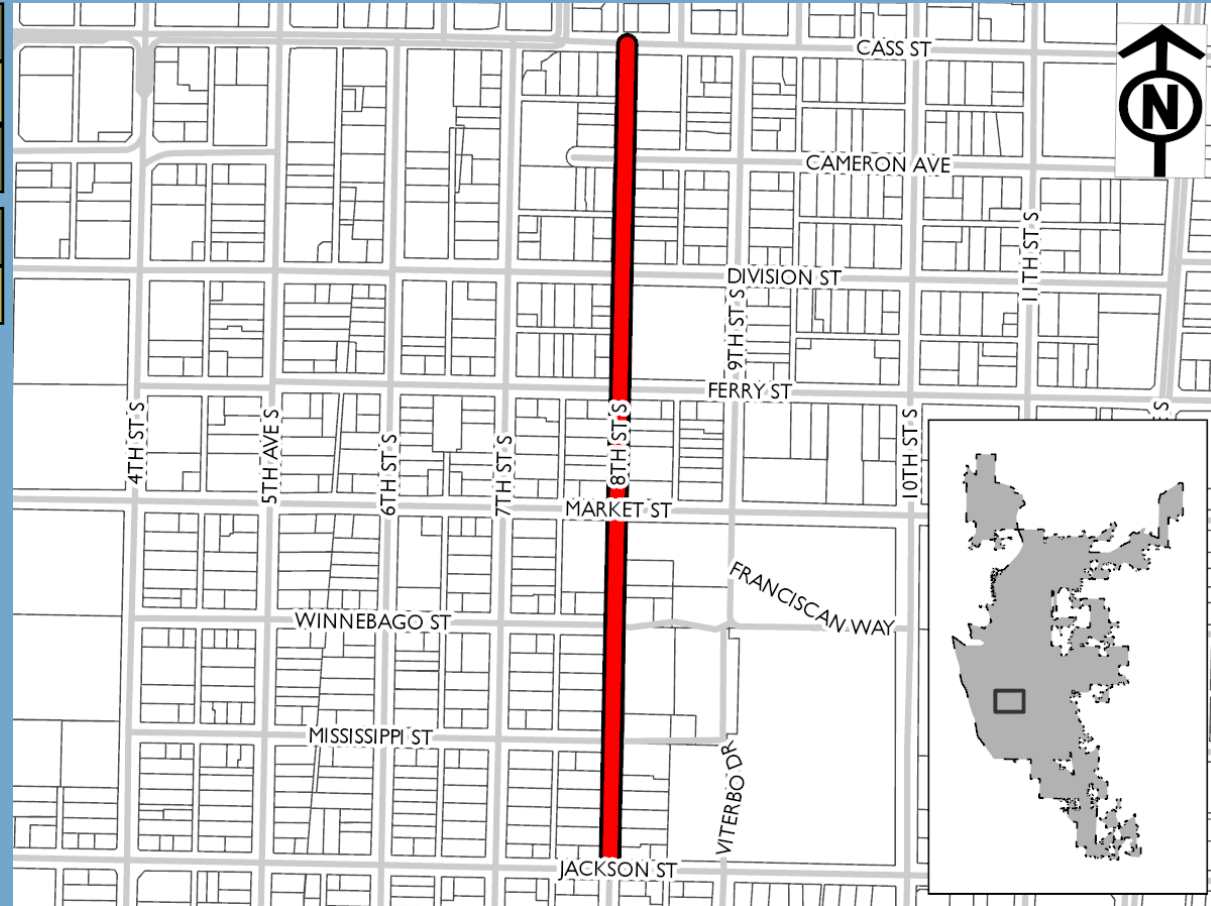 CASS ST
N
CAMERON AVE
11TH ST S
DIVISION ST
9TH ST S
FERRY ST
4TH ST S
5TH AVE S
6TH ST S
7TH ST S
8TH ST S
10TH ST S
S
MARKET ST
FRANCISCAN WAY
WINNEBAGO ST
MISSISSIPPI ST
VITERBO DR
JACKSON ST